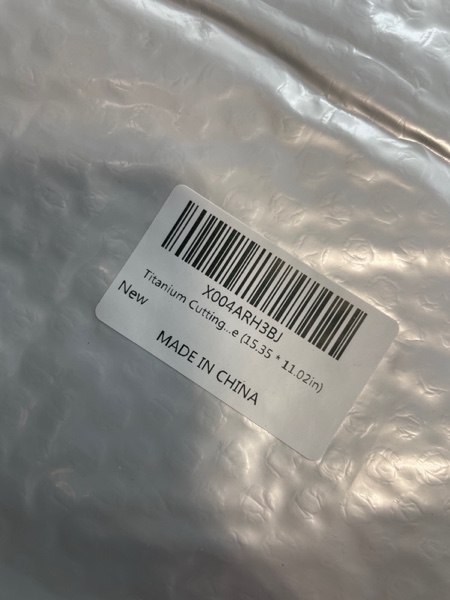 X004ARH3BJ
Titanium Cutting...e (15.35 * 11.02in)
New
MADE IN CHINA